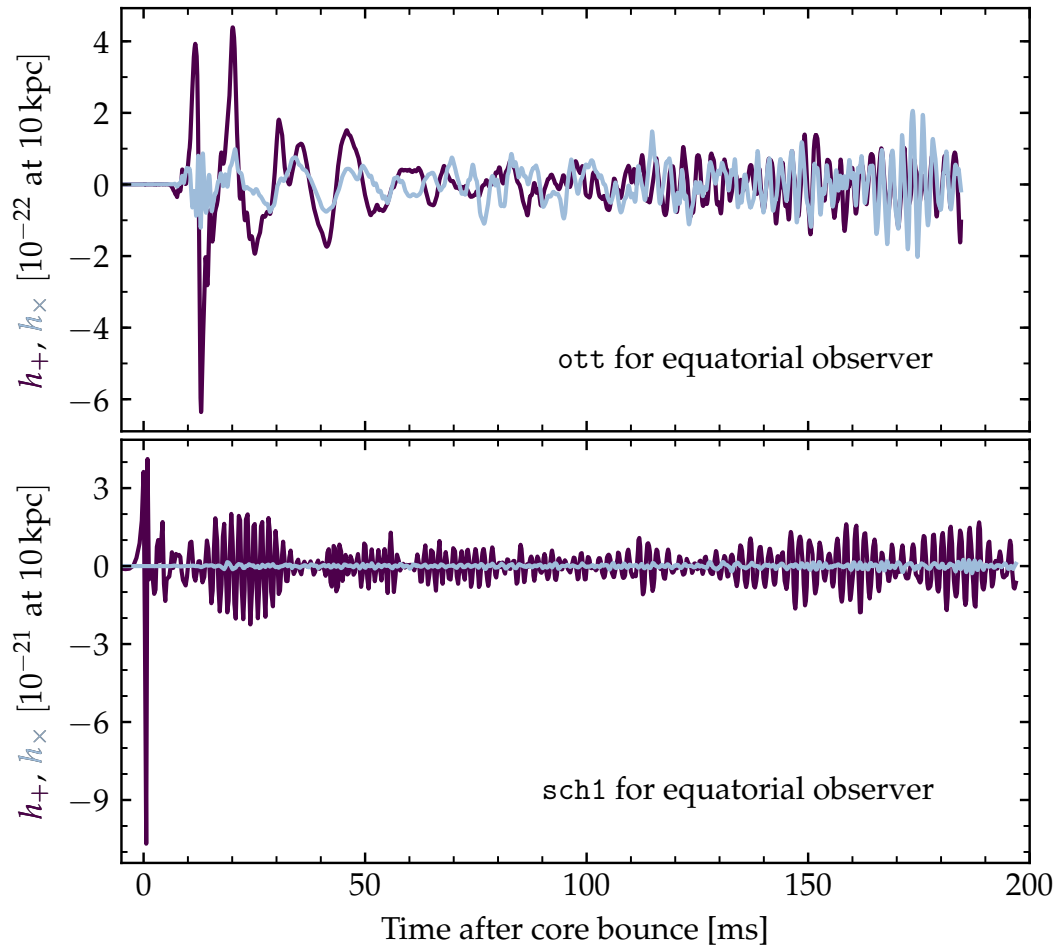 h₊, h× [10⁻²² at 10 kpc]
4
2
0
−2
−4
−6
ott for equatorial observer
h₊, h× [10⁻²¹ at 10 kpc]
3
0
−3
−6
−9
sch1 for equatorial observer
0 50 100 150 200
Time after core bounce [ms]